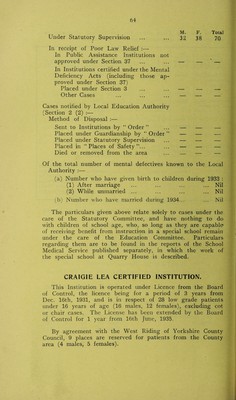 64
M. F. Total
Under Statutory Supervision ... ... 32 38 70
In receipt of Poor Law Relief :—
In Public Assistance Institutions not
approved under Section 37 ... ... — — —
In Institutions certified under the Mental
Deficiency Acts (including those ap-
proved under Section 37)
Placed under Section 3 ... ... — — —
Other Cases ... ... ... — — —
Cases notified by Local Education Authority
(Section 2 (2) :—
Method of Disposal :—
Sent to Institutions by " Order " ... — — —
Placed under Guardianship by " Order " — — —
Placed under Statutory Supervision ... — — —
Placed in " Places of Safety "... ... — — —
Died or removed from the area ... — — —
Of the total number of mental defectives known to the Local
Authority :—
(a) Number who have given birth to children during 1933 :
(1) After marriage ... ... ... ... Nil
(2) While unmarried ... ... ... ... Nil
(b) Number who have married during 1934 ... ... Nil
The particulars given above relate solely to cases under the
care of the Statutory Committee, and have nothing to do
with children of school age, who, so long as they are capable
of receiving benefit from instruction in a special school remain
under the care of the Education Committee. Particulars
regarding them are to be found in the reports of the School
Medical Service published separately, in which the work of
the special school at Quarry House is described.
CRAIGIE LEA CERTIFIED INSTITUTION.
This Institution is operated under Licence from the Board
of Control, the licence being for a period of 3 years from
Dec. 16th, 1932, and is in respect of 28 low grade patients
under 16 years of age (16 males, 12 females), excluding cot
or chair cases. The License has been extended by the Board
of Control for 1 year from 16th June, 1935.
By agreement with the West Riding of Yorkshire County
Council, 9 places are reserved for patients from the County
area (4 males, 5 females).